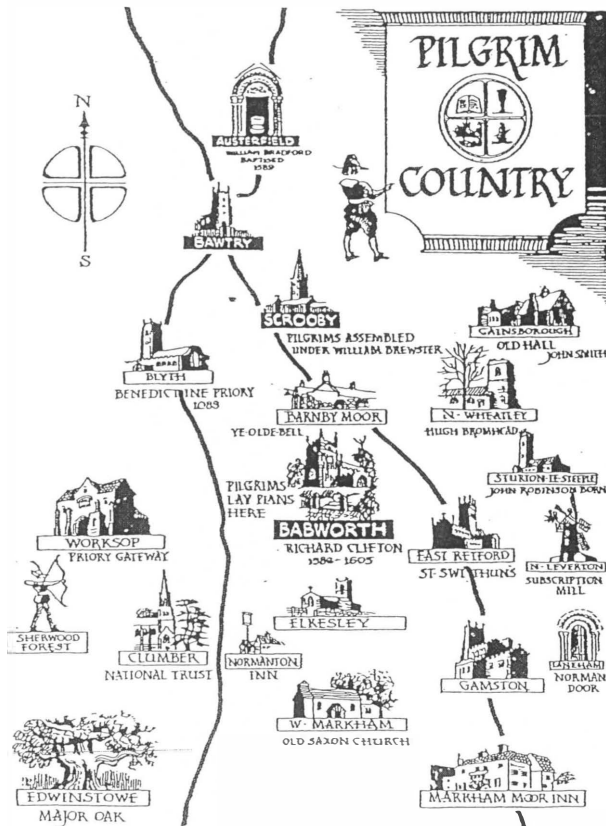 PILGRIM
COUNTRY
N
S
AUSTERFIELD
WILLIAM BRADFORD
BAPTISED
1589
BAWTRY
SCROOBY
PILGRIMS ASSEMBLED
UNDER WILLIAM BREWSTER
GAINSBOROUGH
OLD HALL
JOHN SMITH
BLYTH
BENEDICTINE PRIORY
1088
BARNBY MOOR
YE·OLDE·BELL
N·WHEATLEY
HUGH BROMHEAD
STURTON-LE-STEEPLE
JOHN ROBINSON BORN
PILGRIMS
LAY PLANS
HERE
BABWORTH
RICHARD CLIFTON
1586-1605
WORKSOP
PRIORY GATEWAY
EAST RETFORD
ST·SWITHUN'S
N·LEVERTON
SUBSCRIPTION
MILL
SHERWOOD
FOREST
CLUMBER
NATIONAL TRUST
ELKESLEY
NORMANTON
INN
GAMSTON
LANEHAM
NORMAN
DOOR
W·MARKHAM
OLD SAXON CHURCH
EDWINSTOWE
MAJOR OAK
MARKHAM MOOR INN